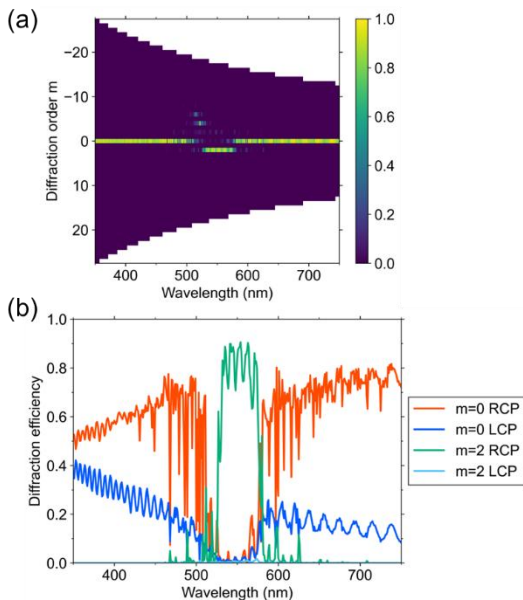 (a)
Diffraction order m
-20
-10
0
10
20
400
500
600
700
Wavelength (nm)
1.0
0.8
0.6
0.4
0.2
0.0
(b)
Diffraction efficiency
1.0
0.8
0.6
0.4
0.2
0.0
400
500
600
700
Wavelength (nm)
m=0 RCP
m=0 LCP
m=2 RCP
m=2 LCP